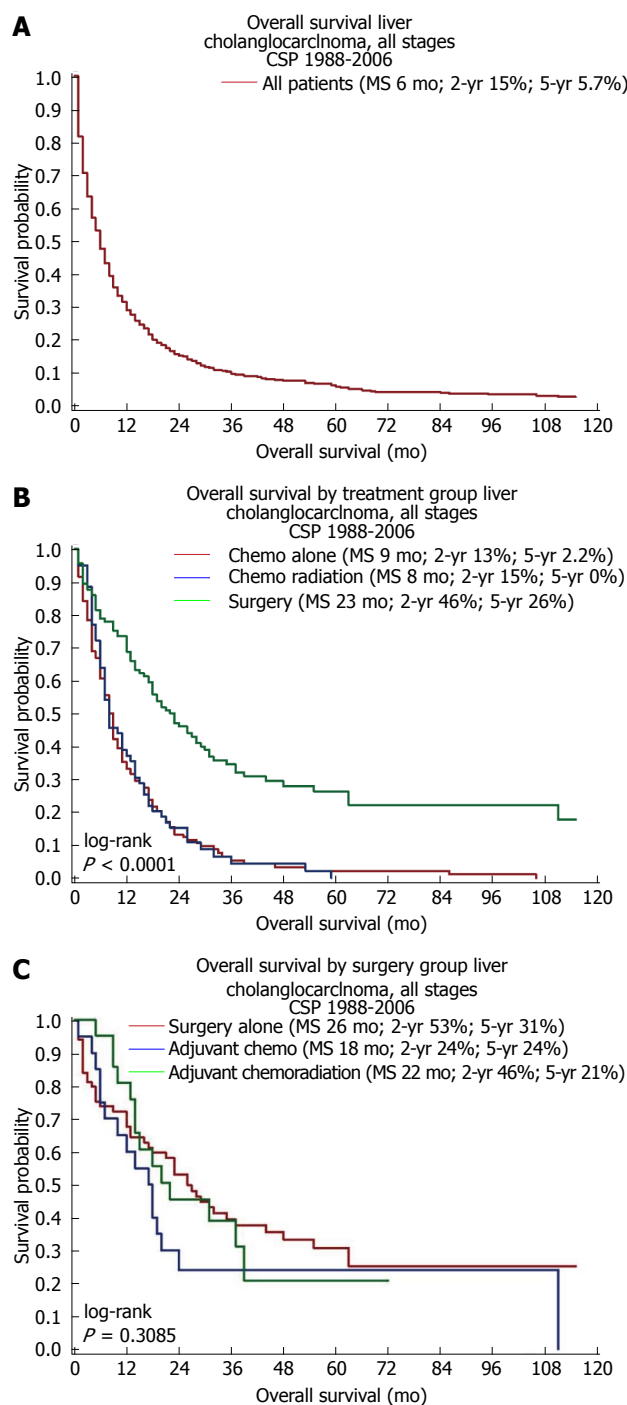 A
Overall survival liver
cholanglocarclnoma, all stages
CSP 1988-2006
All patients (MS 6 mo; 2-yr 15%; 5-yr 5.7%)
Survival probability
1.0
0.9
0.8
0.7
0.6
0.5
0.4
0.3
0.2
0.1
0.0
0 12 24 36 48 60 72 84 96 108 120
Overall survival (mo)
B
Overall survival by treatment group liver
cholanglocarclnoma, all stages
CSP 1988-2006
Chemo alone (MS 9 mo; 2-yr 13%; 5-yr 2.2%)
Chemo radiation (MS 8 mo; 2-yr 15%; 5-yr 0%)
Surgery (MS 23 mo; 2-yr 46%; 5-yr 26%)
Survival probability
1.0
0.9
0.8
0.7
0.6
0.5
0.4
0.3
0.2
0.1
0.0
log-rank
P < 0.0001
0 12 24 36 48 60 72 84 96 108 120
Overall survival (mo)
C
Overall survival by surgery group liver
cholanglocarclnoma, all stages
CSP 1988-2006
Surgery alone (MS 26 mo; 2-yr 53%; 5-yr 31%)
Adjuvant chemo (MS 18 mo; 2-yr 24%; 5-yr 24%)
Adjuvant chemoradiation (MS 22 mo; 2-yr 46%; 5-yr 21%)
Survival probability
1.0
0.9
0.8
0.7
0.6
0.5
0.4
0.3
0.2
0.1
0.0
log-rank
P = 0.3085
0 12 24 36 48 60 72 84 96 108 120
Overall survival (mo)